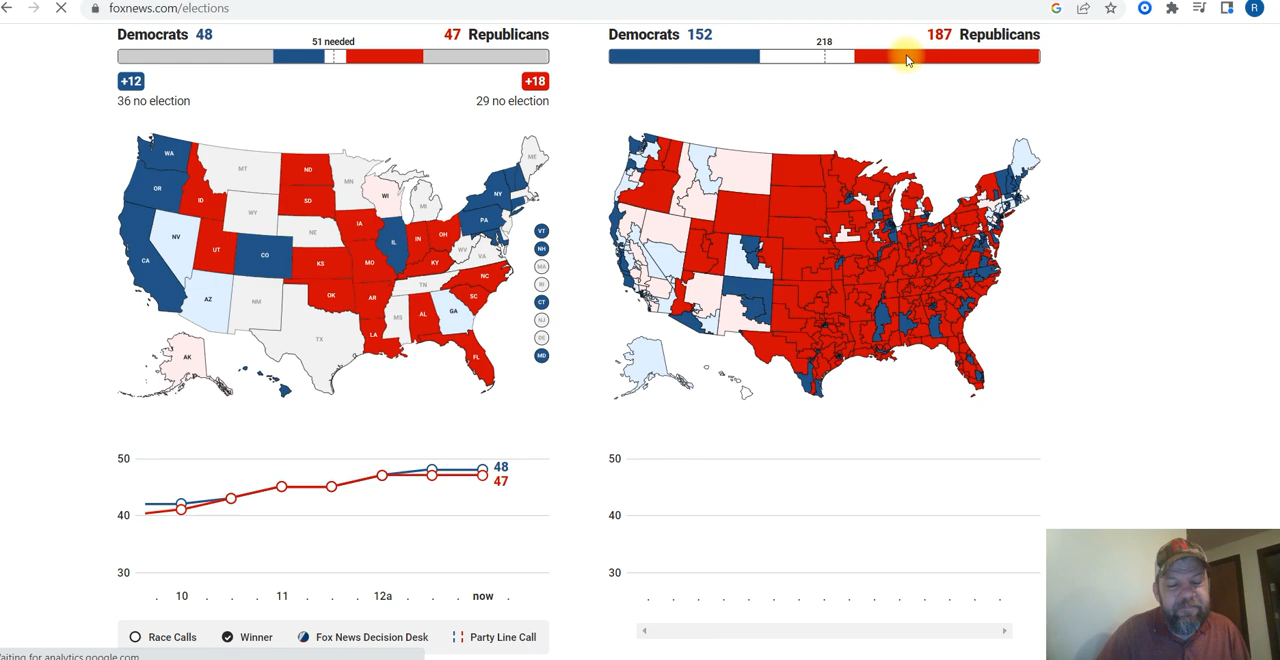 foxnews.com/elections
R
Democrats 48
47 Republicans
51 needed
+12
+18
36 no election
29 no election
WA
MT
ND
MN
ME
OR
ID
SD
WI
MI
NY
WY
IA
PA
NE
NV
UT
CO
IL
IN
OH
CA
KS
MO
KY
WV
VA
AZ
NM
OK
AR
TN
NC
SC
TX
LA
MS
AL
GA
FL
AK
VT
NH
MA
RI
CT
NJ
DE
MD
50
40
30
48
47
10
11
12a
now
Race Calls
Winner
Fox News Decision Desk
Party Line Call
Democrats 152
187 Republicans
218
50
40
30
aiting for analytics.google.com